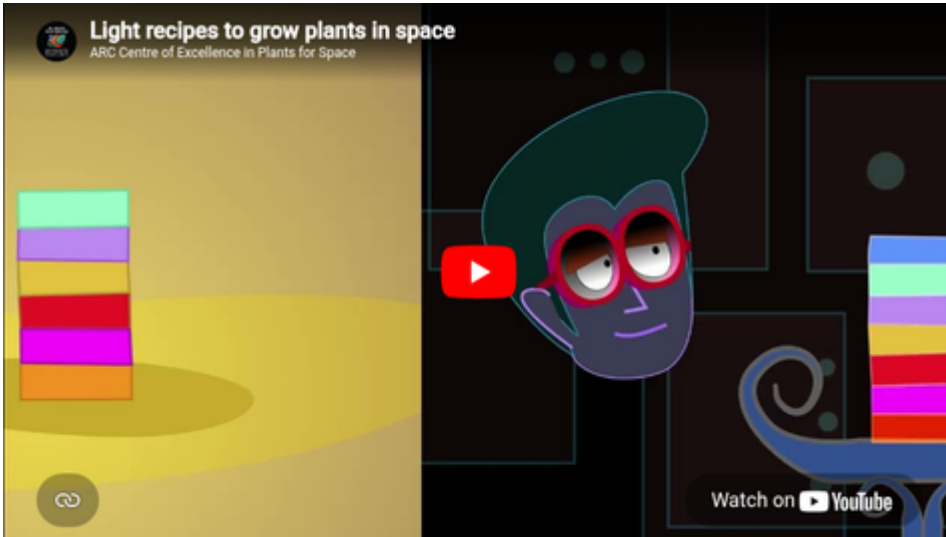 Light recipes to grow plants in space
ARC Centre of Excellence in Plants for Space
Watch on YouTube